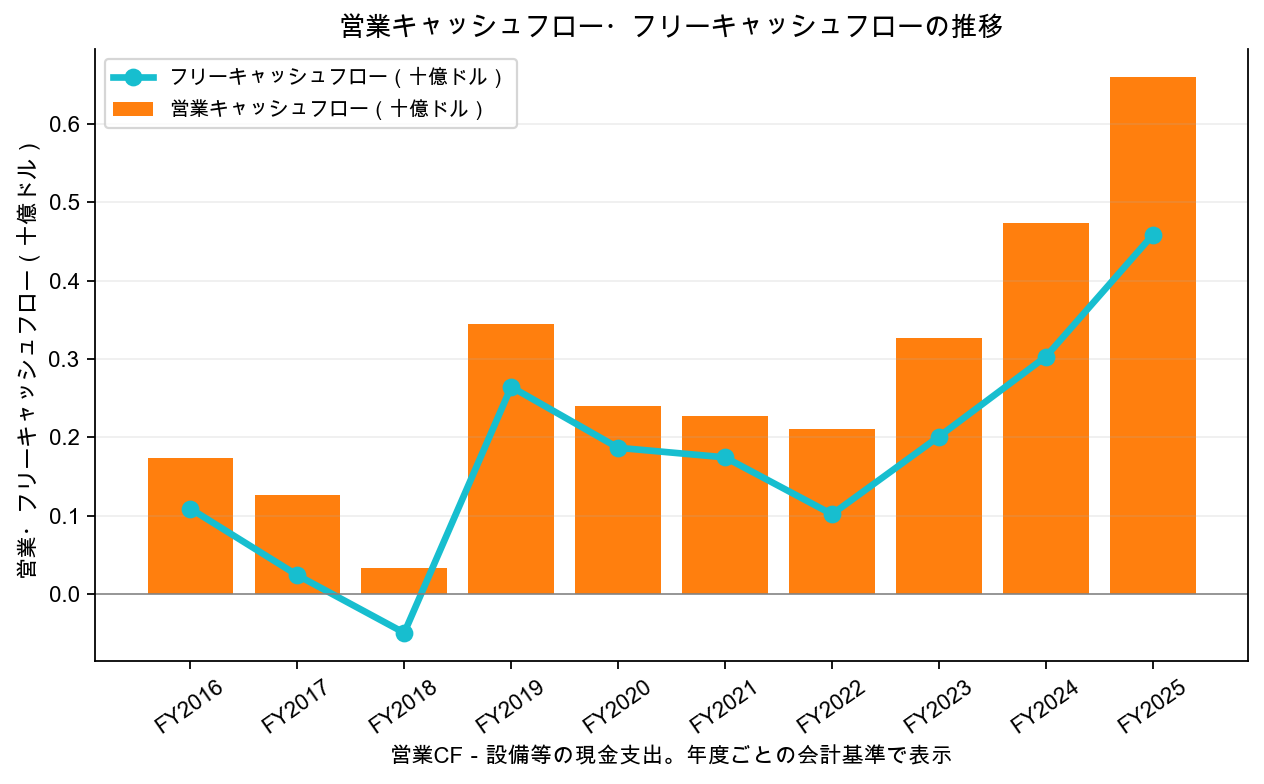 営業キャッシュフロー・フリーキャッシュフローの推移
フリーキャッシュフロー（十億ドル）
営業キャッシュフロー（十億ドル）
営業・フリーキャッシュフロー（十億ドル）
0.6
0.5
0.4
0.3
0.2
0.1
0.0
FY2016
FY2017
FY2018
FY2019
FY2020
FY2021
FY2022
FY2023
FY2024
FY2025
営業CF - 設備等の現金支出。年度ごとの会計基準で表示